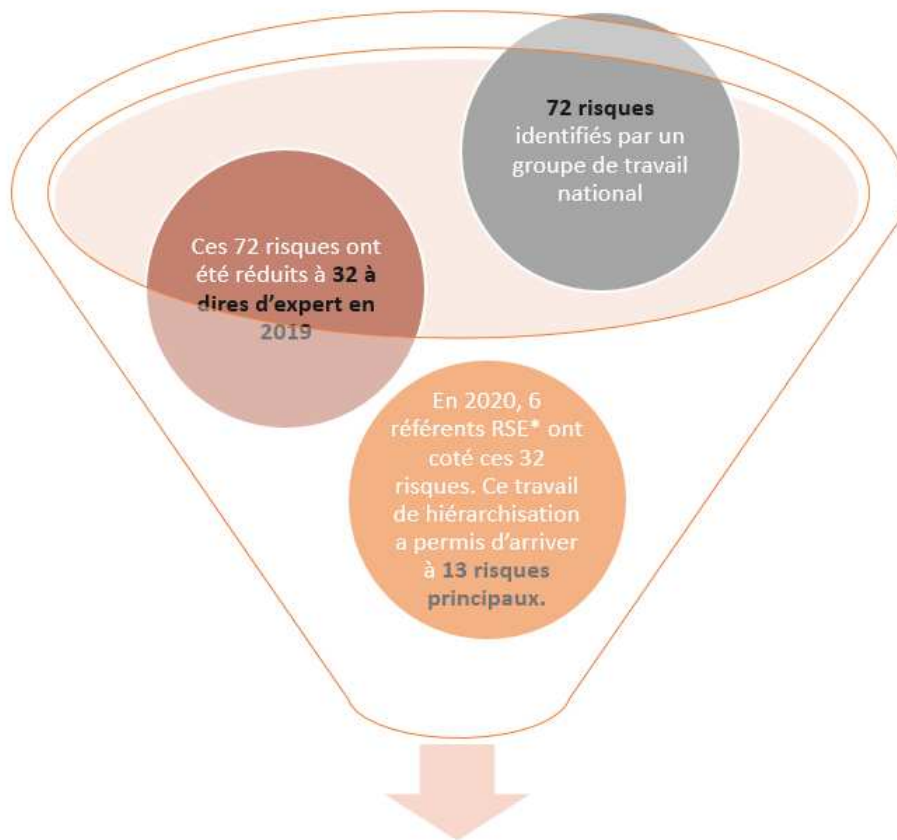 72 risques
identifiés par un
groupe de travail
national
Ces 72 risques ont
été réduits à 32 à
dires d’expert en
2019
En 2020, 6
référents RSE* ont
coté ces 32
risques. Ce travail
de hiérarchisation
a permis d’arriver
à 13 risques
principaux.